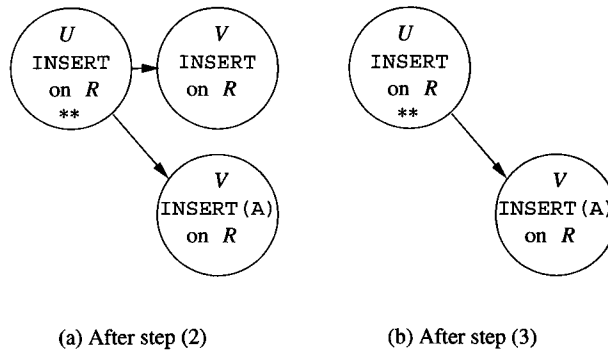 U
INSERT
on R
**
V
INSERT
on R
V
INSERT(A)
on R
(a) After step (2)
U
INSERT
on R
**
V
INSERT(A)
on R
(b) After step (3)